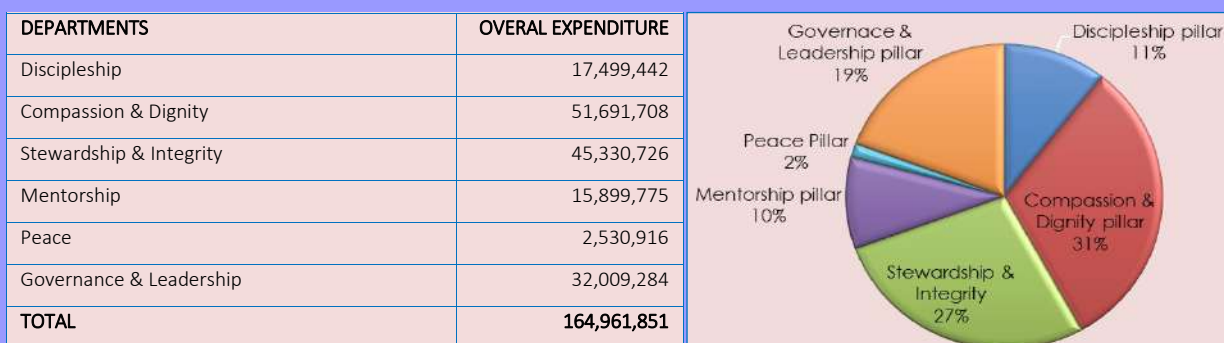 DEPARTMENTS OVERAL EXPENDITURE
Discipleship 17,499,442
Compassion & Dignity 51,691,708
Stewardship & Integrity 45,330,726
Mentorship 15,899,775
Peace 2,530,916
Governance & Leadership 32,009,284
TOTAL 164,961,851
Governace &
Leadership pillar
19%
Discipleship pillar
11%
Peace Pillar
2%
Mentorship pillar
10%
Compassion &
Dignity pillar
31%
Stewardship &
Integrity
27%